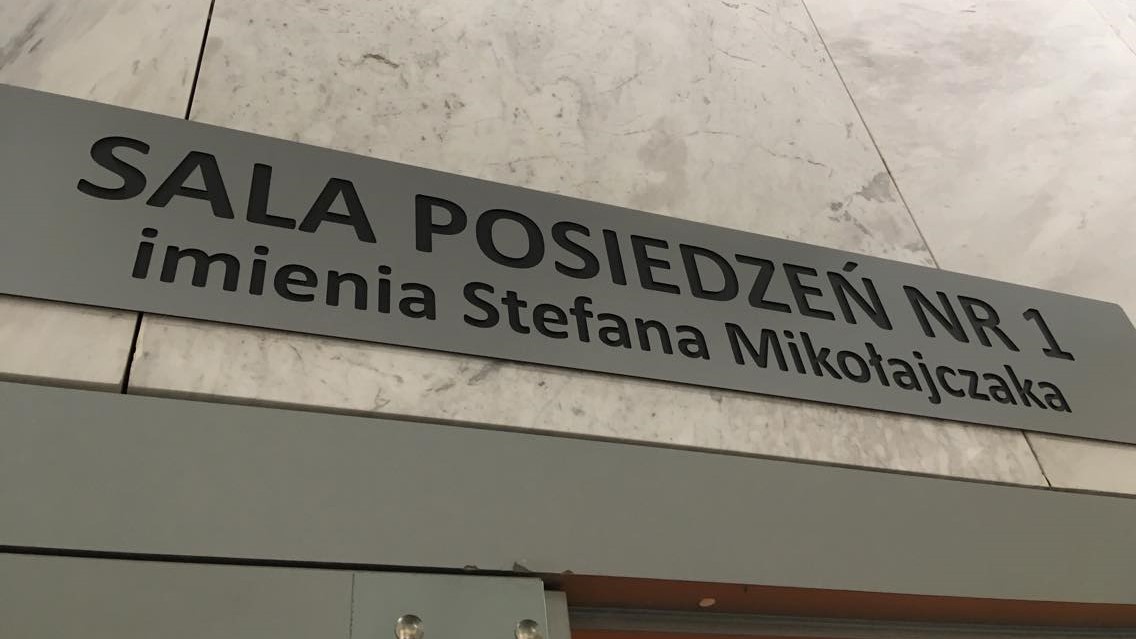 SALA POSIEDZEŃ NR 1
imienia Stefana Mikołajczaka